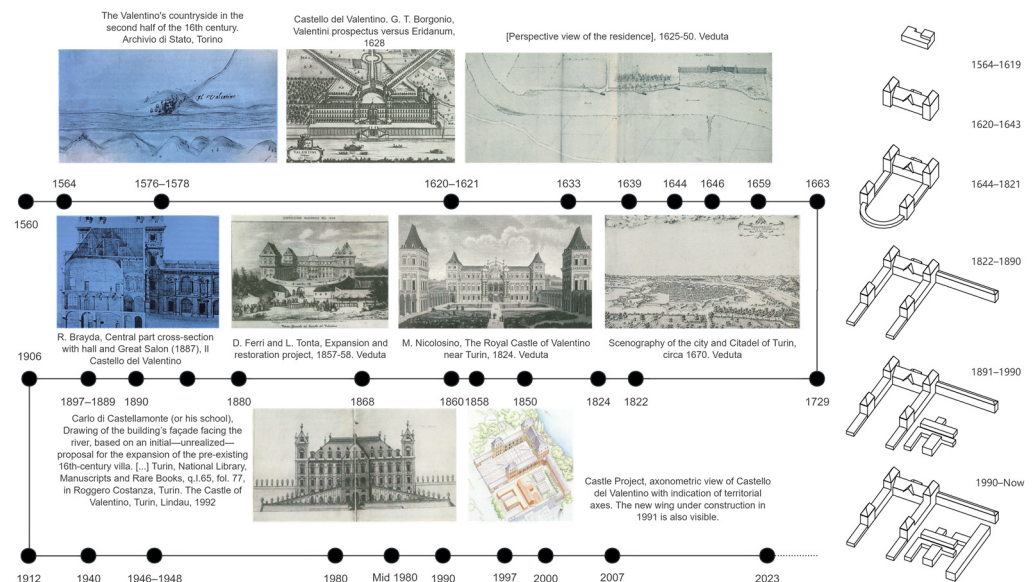 The Valentino's countryside in the
second half of the 16th century.
Archivio di Stato, Torino
Castello del Valentino. G. T. Borgonio,
Valentini prospectus versus Eridanum,
1628
[Perspective view of the residence], 1625-50. Veduta
Il Valentino
VALENTINI
1564
1576–1578
1620–1621
1633
1639
1644
1646
1659
1663
1560
R. Brayda, Central part cross-section
with hall and Great Salon (1887), Il
Castello del Valentino
D. Ferri and L. Tonta, Expansion and
restoration project, 1857-58. Veduta
M. Nicolosino, The Royal Castle of Valentino
near Turin, 1824. Veduta
Scenography of the city and Citadel of Turin,
circa 1670. Veduta
1906
1897–1889
1890
1880
1868
1860
1858
1850
1824
1822
1729
Carlo di Castellamonte (or his school),
Drawing of the building's façade facing the
river, based on an initial—unrealized—
proposal for the expansion of the pre-existing
16th-century villa. [...] Turin, National Library,
Manuscripts and Rare Books, q.I.65, fol. 77,
in Roggero Costanza, Turin. The Castle of
Valentino, Turin, Lindau, 1992
Castle Project, axonometric view of Castello
del Valentino with indication of territorial
axes. The new wing under construction in
1991 is also visible.
1912
1940
1946–1948
1980
Mid 1980
1990
1997
2000
2007
2023
1564–1619
1620–1643
1644–1821
1822–1890
1891–1990
1990–Now